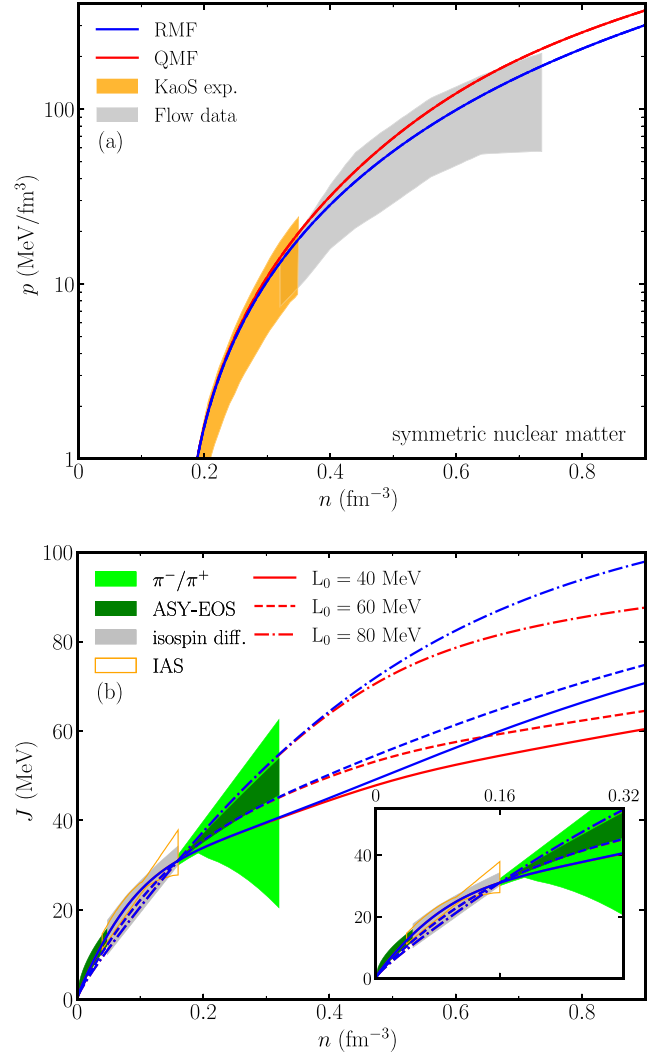 RMF
QMF
KaoS exp.
Flow data
(a)
100
10
1
p (MeV/fm³)
symmetric nuclear matter
0 0.2 0.4 0.6 0.8
n (fm⁻³)
100
80
60
40
20
0
J (MeV)
π⁻/π⁺
ASY-EOS
isospin diff.
IAS
(b)
L₀ = 40 MeV
L₀ = 60 MeV
L₀ = 80 MeV
0 0.16 0.32
40
20
0
0 0.2 0.4 0.6 0.8
n (fm⁻³)